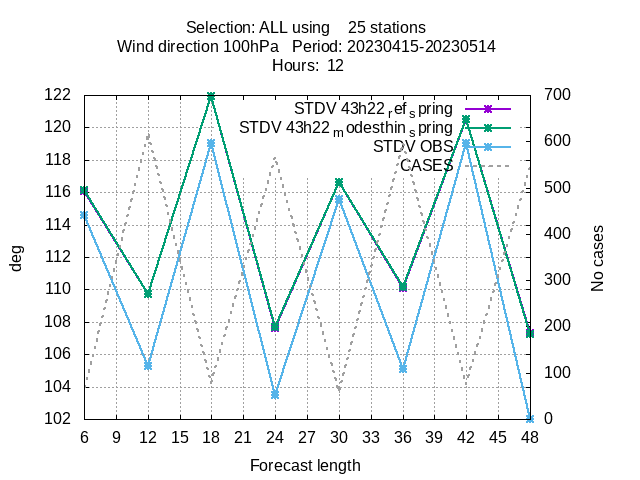 Selection: ALL using    25 stations
Wind direction 100hPa   Period: 20230415-20230514
Hours: 12
STDV 43h22 ref spring
STDV 43h22 modesthin spring
STDV OBS
CASES
deg
No cases
122
120
118
116
114
112
110
108
106
104
102
700
600
500
400
300
200
100
0
6 9 12 15 18 21 24 27 30 33 36 39 42 45 48
Forecast length